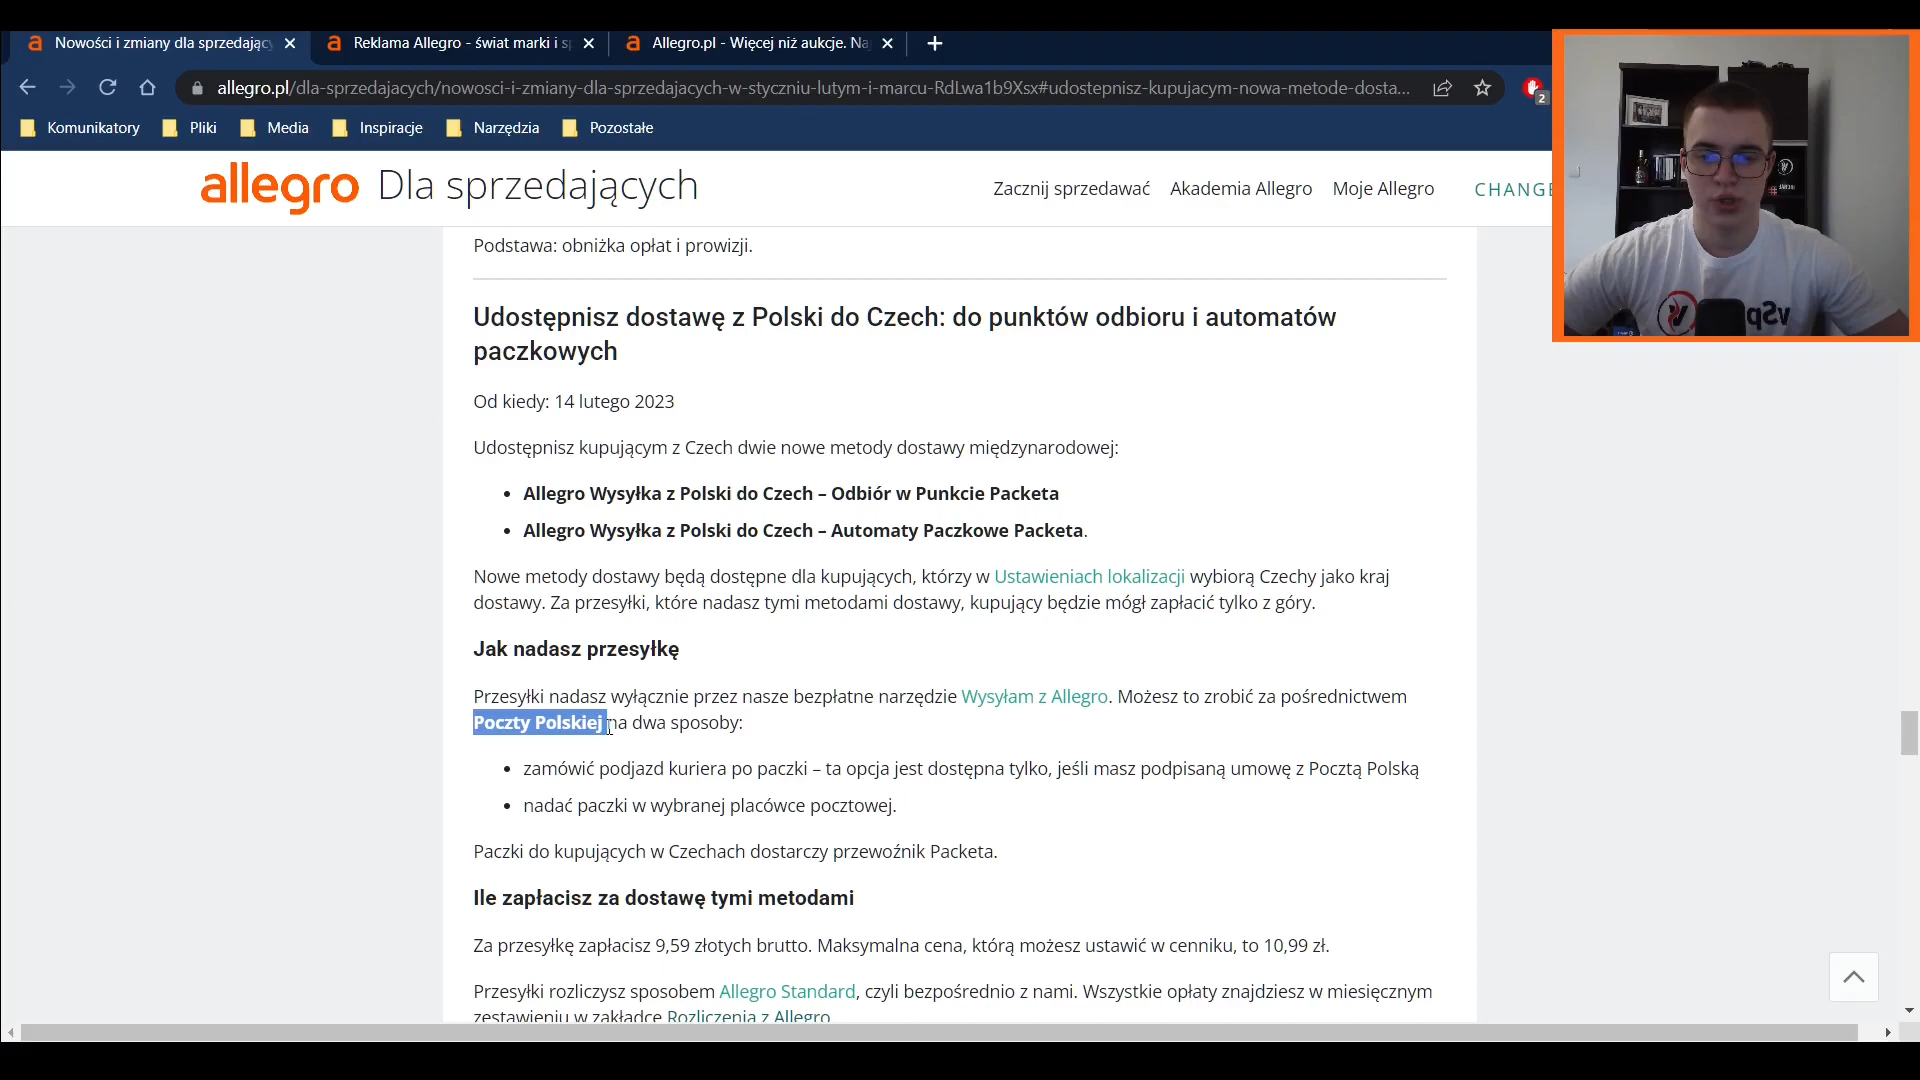 Nowości i zmiany dla sprzedając
Reklama Allegro - świat marki i s
Allegro.pl - Więcej niż aukcje. Na
allegro.pl/dla-sprzedajacych/nowosci-i-zmiany-dla-sprzedajacych-w-styczniu-lutym-i-marcu-RdLwa1b9Xsx#udostepnisz-kupujacym-nowa-metode-dosta...
2
Komunikatory Pliki Media Inspiracje Narzędzia Pozostałe
allegro Dla sprzedających
Zacznij sprzedawać Akademia Allegro Moje Allegro CHANGE
Podstawa: obniżka opłat i prowizji.
Udostępnisz dostawę z Polski do Czech: do punktów odbioru i automatów
paczkowych
Od kiedy: 14 lutego 2023
Udostępnisz kupującym z Czech dwie nowe metody dostawy międzynarodowej:
• Allegro Wysyłka z Polski do Czech – Odbiór w Punkcie Packeta
• Allegro Wysyłka z Polski do Czech – Automaty Paczkowe Packeta.
Nowe metody dostawy będą dostępne dla kupujących, którzy w Ustawieniach lokalizacji wybiorą Czechy jako kraj
dostawy. Za przesyłki, które nadasz tymi metodami dostawy, kupujący będzie mógł zapłacić tylko z góry.
Jak nadasz przesyłkę
Przesyłki nadasz wyłącznie przez nasze bezpłatne narzędzie Wysyłam z Allegro. Możesz to zrobić za pośrednictwem
Poczty Polskiej na dwa sposoby:
• zamówić podjazd kuriera po paczki – ta opcja jest dostępna tylko, jeśli masz podpisaną umowę z Pocztą Polską
• nadać paczki w wybranej placówce pocztowej.
Paczki do kupujących w Czechach dostarczy przewoźnik Packeta.
Ile zapłacisz za dostawę tymi metodami
Za przesyłkę zapłacisz 9,59 złotych brutto. Maksymalna cena, którą możesz ustawić w cenniku, to 10,99 zł.
Przesyłki rozliczysz sposobem Allegro Standard, czyli bezpośrednio z nami. Wszystkie opłaty znajdziesz w miesięcznym
zestawieniu w zakładce Rozliczenia z Allegro